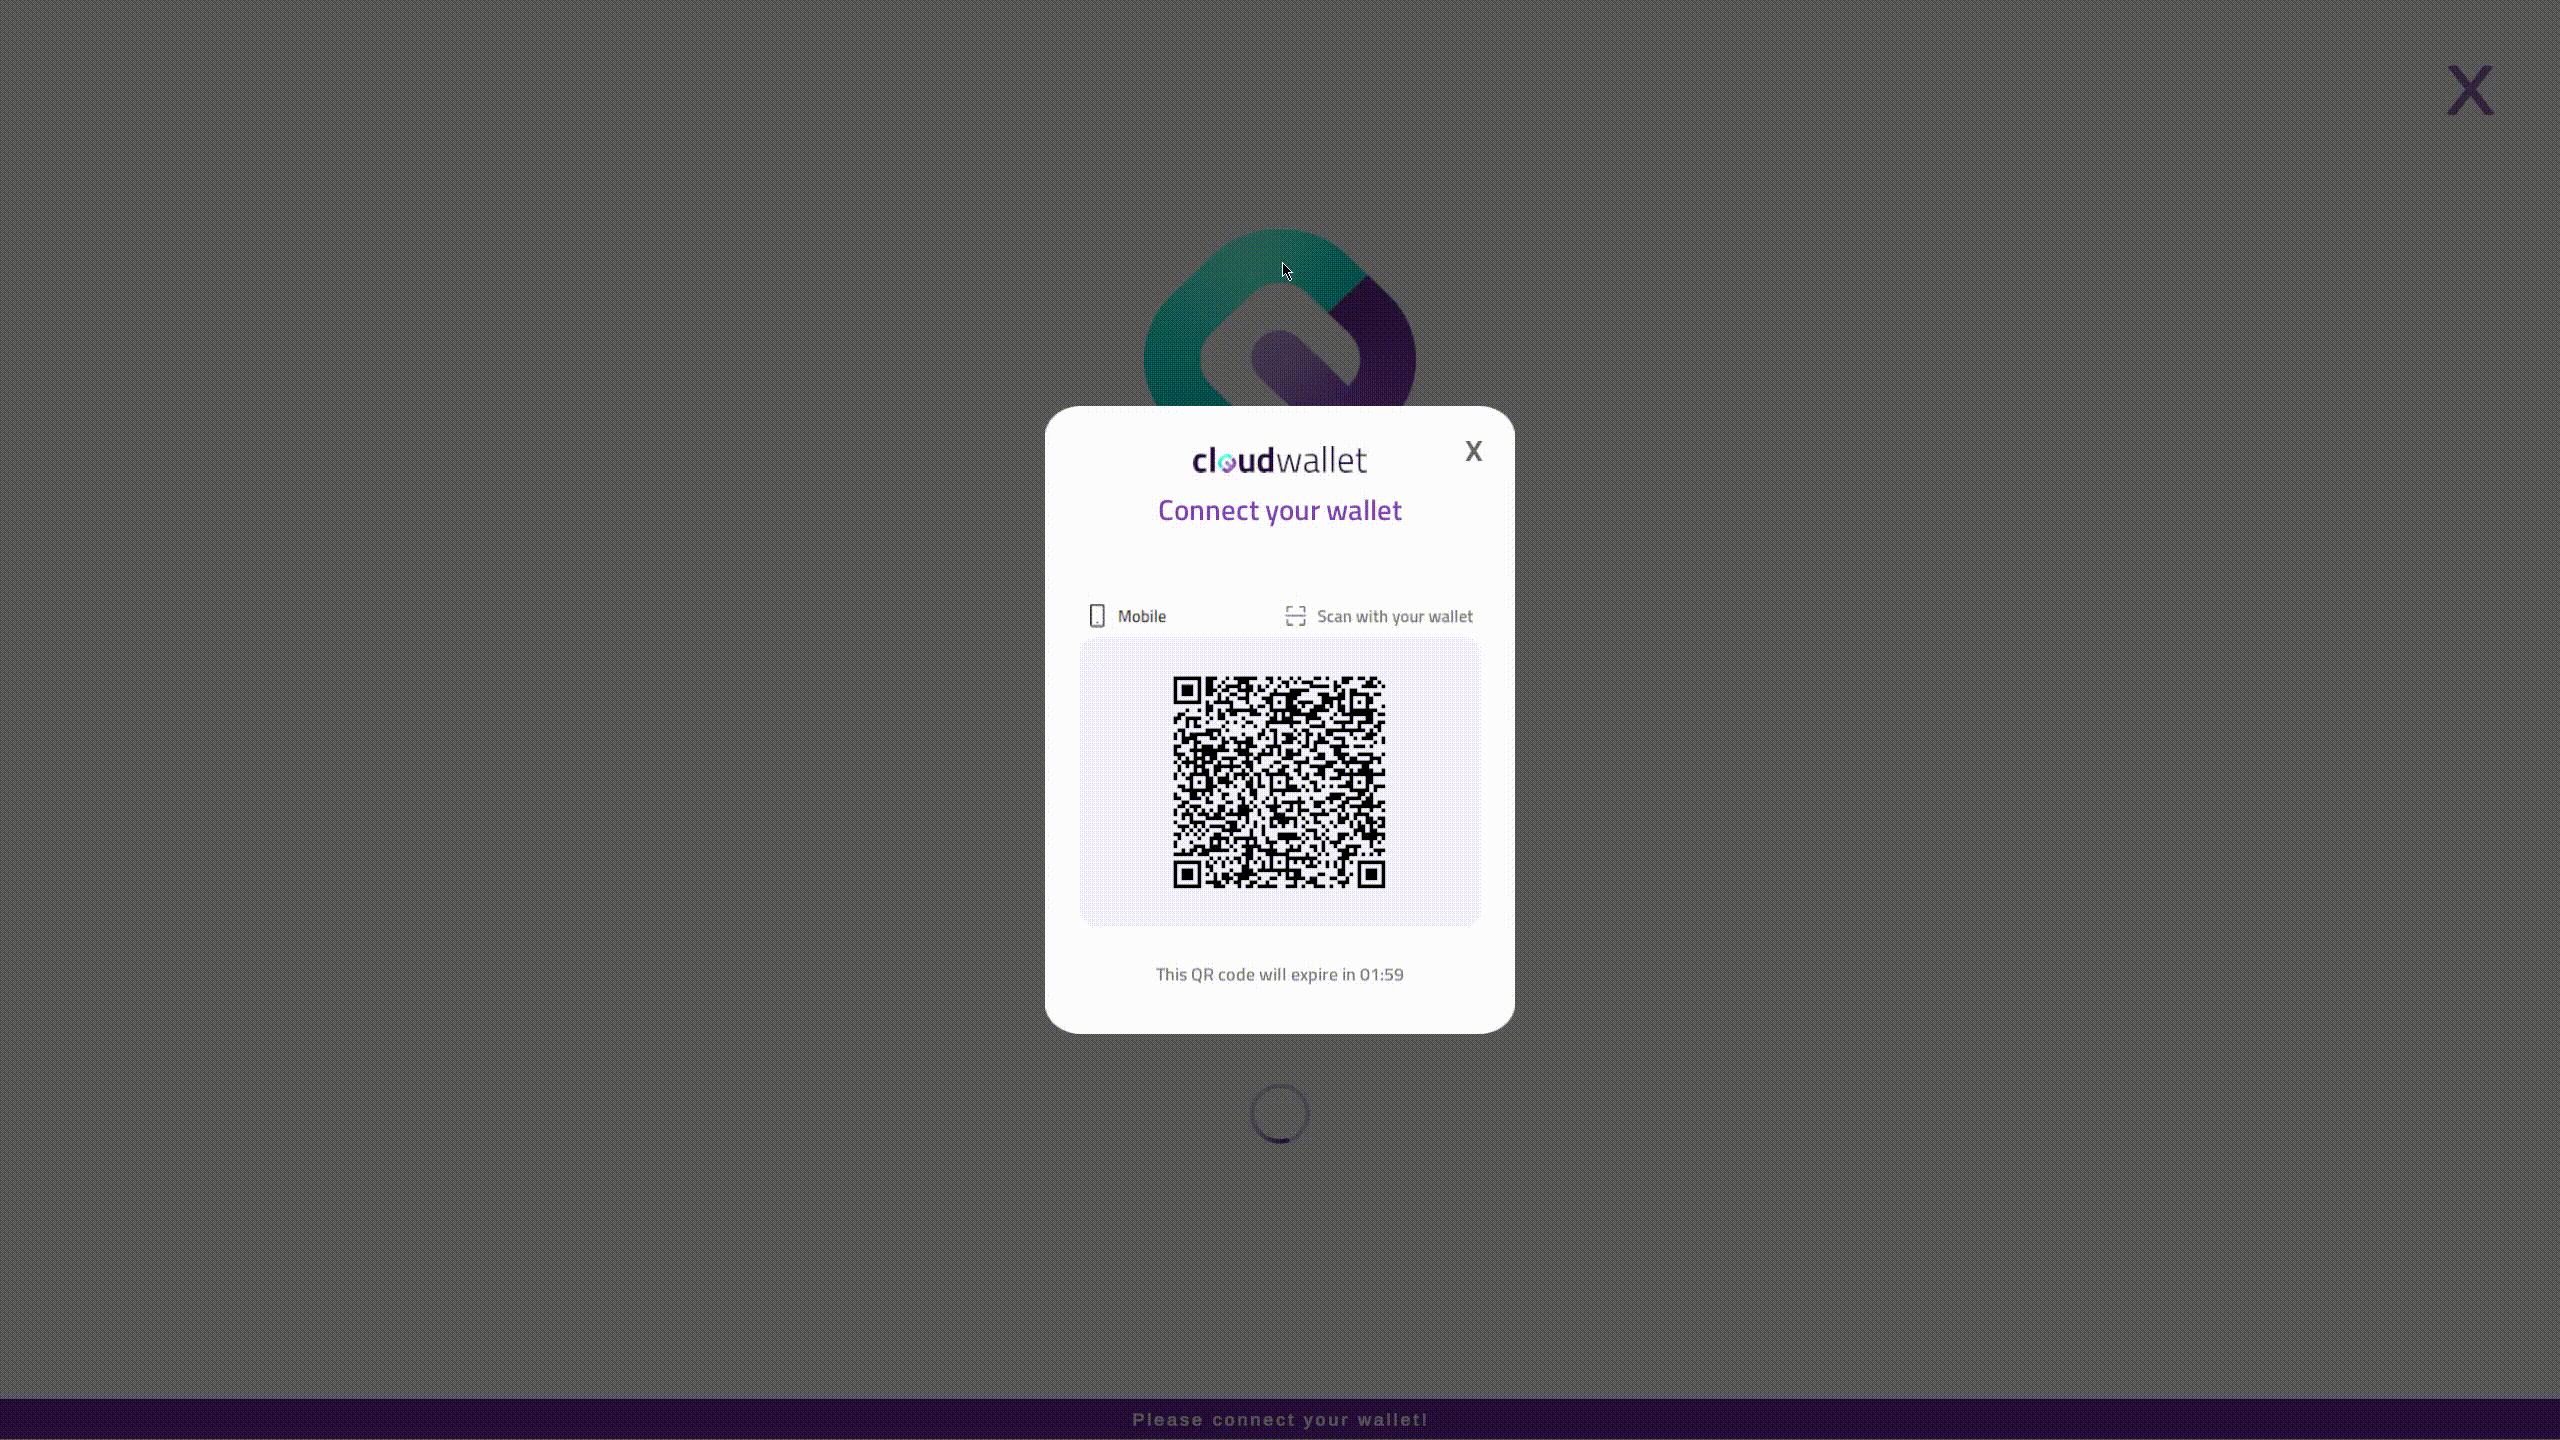 X
cloudwallet
X
Connect your wallet
Mobile
Scan with your wallet
This QR code will expire in 01:59
Please connect your wallet!